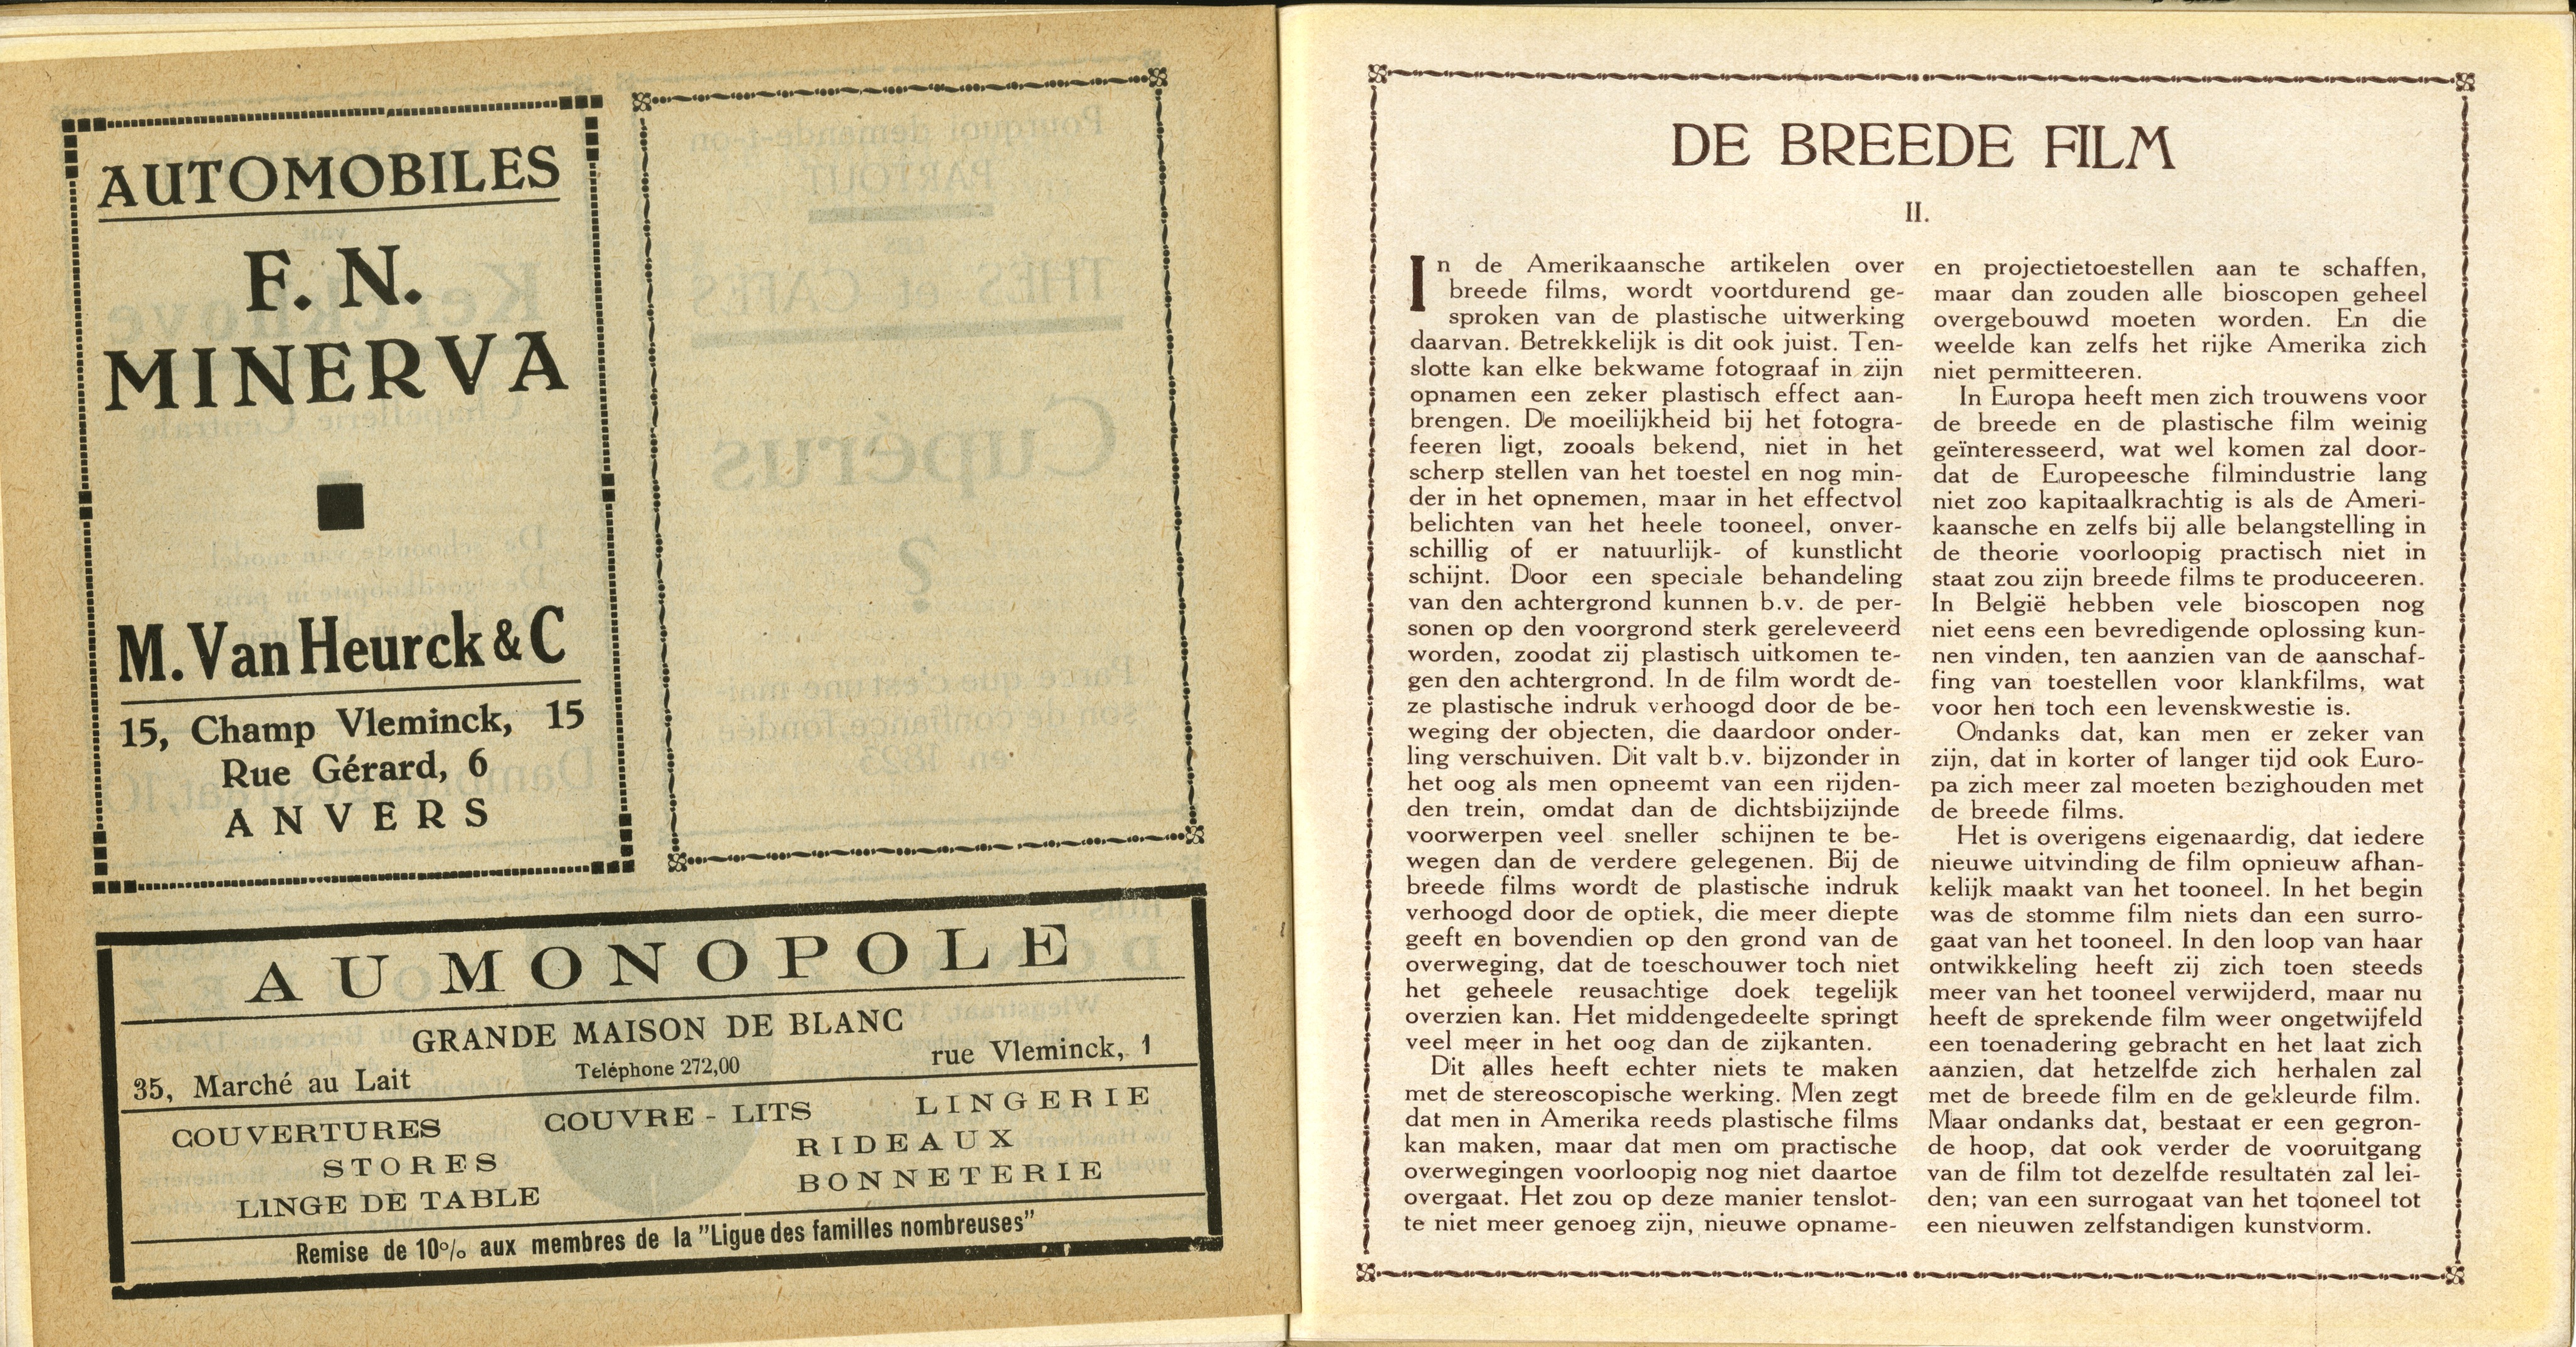 AUTOMOBILES
F. N.
MINERVA
M. Van Heurck & C
15, Champ Vleminck, 15
Rue Gérard, 6
ANVERS
AU MONOPOLE
GRANDE MAISON DE BLANC
35, Marché au Lait
Teléphone 272,00
rue Vleminck, 1
COUVERTURES
STORES
LINGE DE TABLE
COUVRE - LITS
LINGERIE
RIDEAUX
BONNETERIE
Remise de 10% aux membres de la "Ligue des familles nombreuses"
DE BREEDE FILM
II.
In de Amerikaansche artikelen over
breede films, wordt voortdurend ge-
sproken van de plastische uitwerking
daarvan. Betrekkelijk is dit ook juist. Ten-
slotte kan elke bekwame fotograaf in zijn
opnamen een zeker plastisch effect aan-
brengen. De moeilijkheid bij het fotogra-
feeren ligt, zooals bekend, niet in het
scherp stellen van het toestel en nog min-
der in het opnemen, maar in het effectvol
belichten van het heele tooneel, onver-
schillig of er natuurlijk- of kunstlicht
schijnt. Door een speciale behandeling
van den achtergrond kunnen b.v. de per-
sonen op den voorgrond sterk gereleveerd
worden, zoodat zij plastisch uitkomen te-
gen den achtergrond. In de film wordt de-
ze plastische indruk verhoogd door de be-
weging der objecten, die daardoor onder-
ling verschuiven. Dit valt b.v. bijzonder in
het oog als men opneemt van een rijden-
den trein, omdat dan de dichtsbijzijnde
voorwerpen veel sneller schijnen te be-
wegen dan de verdere gelegenen. Bij de
breede films wordt de plastische indruk
verhoogd door de optiek, die meer diepte
geeft en bovendien op den grond van de
overweging, dat de toeschouwer toch niet
het geheele reusachtige doek tegelijk
overzien kan. Het middengedeelte springt
veel meer in het oog dan de zijkanten.
Dit alles heeft echter niets te maken
met de stereoscopische werking. Men zegt
dat men in Amerika reeds plastische films
kan maken, maar dat men om practische
overwegingen voorloopig nog niet daartoe
overgaat. Het zou op deze manier tenslot-
te niet meer genoeg zijn, nieuwe opname-
en projectietoestellen aan te schaffen,
maar dan zouden alle bioscopen geheel
overgebouwd moeten worden. En die
weelde kan zelfs het rijke Amerika zich
niet permitteeren.
In Europa heeft men zich trouwens voor
de breede en de plastische film weinig
geïnteresseerd, wat wel komen zal door-
dat de Europeesche filmindustrie lang
niet zoo kapitaalkrachtig is als de Ameri-
kaansche en zelfs bij alle belangstelling in
de theorie voorloopig practisch niet in
staat zou zijn breede films te produceeren.
In België hebben vele bioscopen nog
niet eens een bevredigende oplossing kun-
nen vinden, ten aanzien van de aanschaf-
fing van toestellen voor klankfilms, wat
voor hen toch een levenskwestie is.
Ondanks dat, kan men er zeker van
zijn, dat in korter of langer tijd ook Euro-
pa zich meer zal moeten bezighouden met
de breede films.
Het is overigens eigenaardig, dat iedere
nieuwe uitvinding de film opnieuw afhan-
kelijk maakt van het tooneel. In het begin
was de stomme film niets dan een surro-
gaat van het tooneel. In den loop van haar
ontwikkeling heeft zij zich toen steeds
meer van het tooneel verwijderd, maar nu
heeft de sprekende film weer ongetwijfeld
een toenadering gebracht en het laat zich
aanzien, dat hetzelfde zich herhalen zal
met de breede film en de gekleurde film.
Maar ondanks dat, bestaat er een gegron-
de hoop, dat ook verder de vooruitgang
van de film tot dezelfde resultaten zal lei-
den; van een surrogaat van het tooneel tot
een nieuwen zelfstandigen kunstvorm.